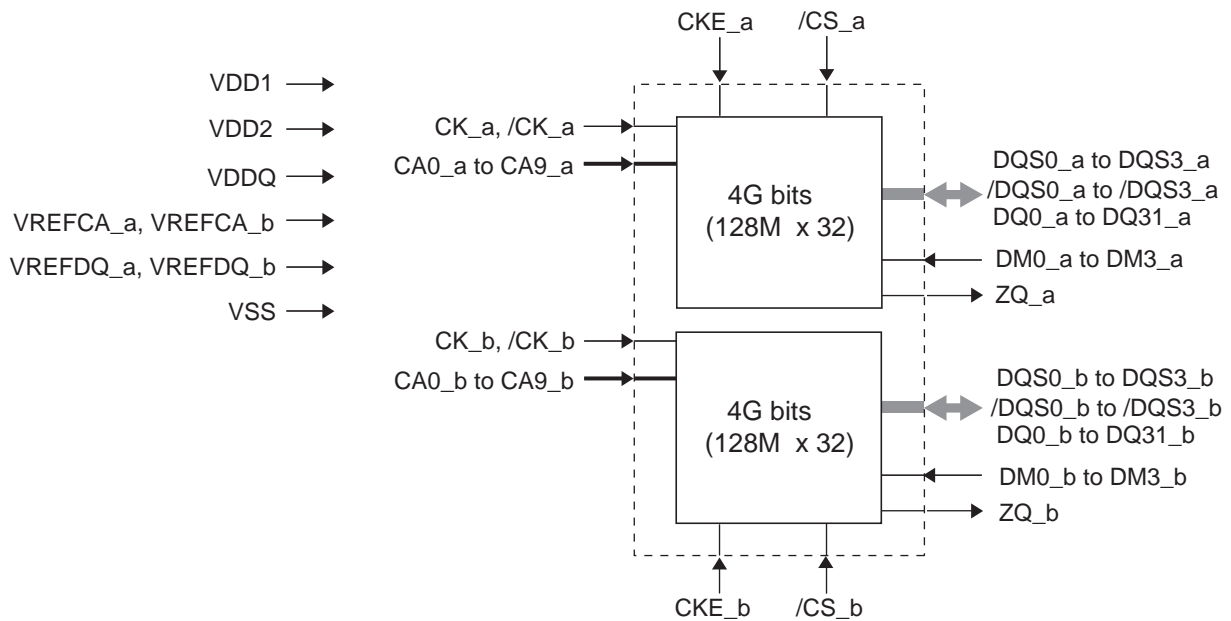 CKE_a
/CS_a
VDD1
VDD2
VDDQ
VREFCA_a, VREFCA_b
VREFDQ_a, VREFDQ_b
VSS
CK_a, /CK_a
CA0_a to CA9_a
4G bits
(128M x 32)
DQS0_a to DQS3_a
/DQS0_a to /DQS3_a
DQ0_a to DQ31_a
DM0_a to DM3_a
ZQ_a
CK_b, /CK_b
CA0_b to CA9_b
4G bits
(128M x 32)
DQS0_b to DQS3_b
/DQS0_b to /DQS3_b
DQ0_b to DQ31_b
DM0_b to DM3_b
ZQ_b
CKE_b
/CS_b